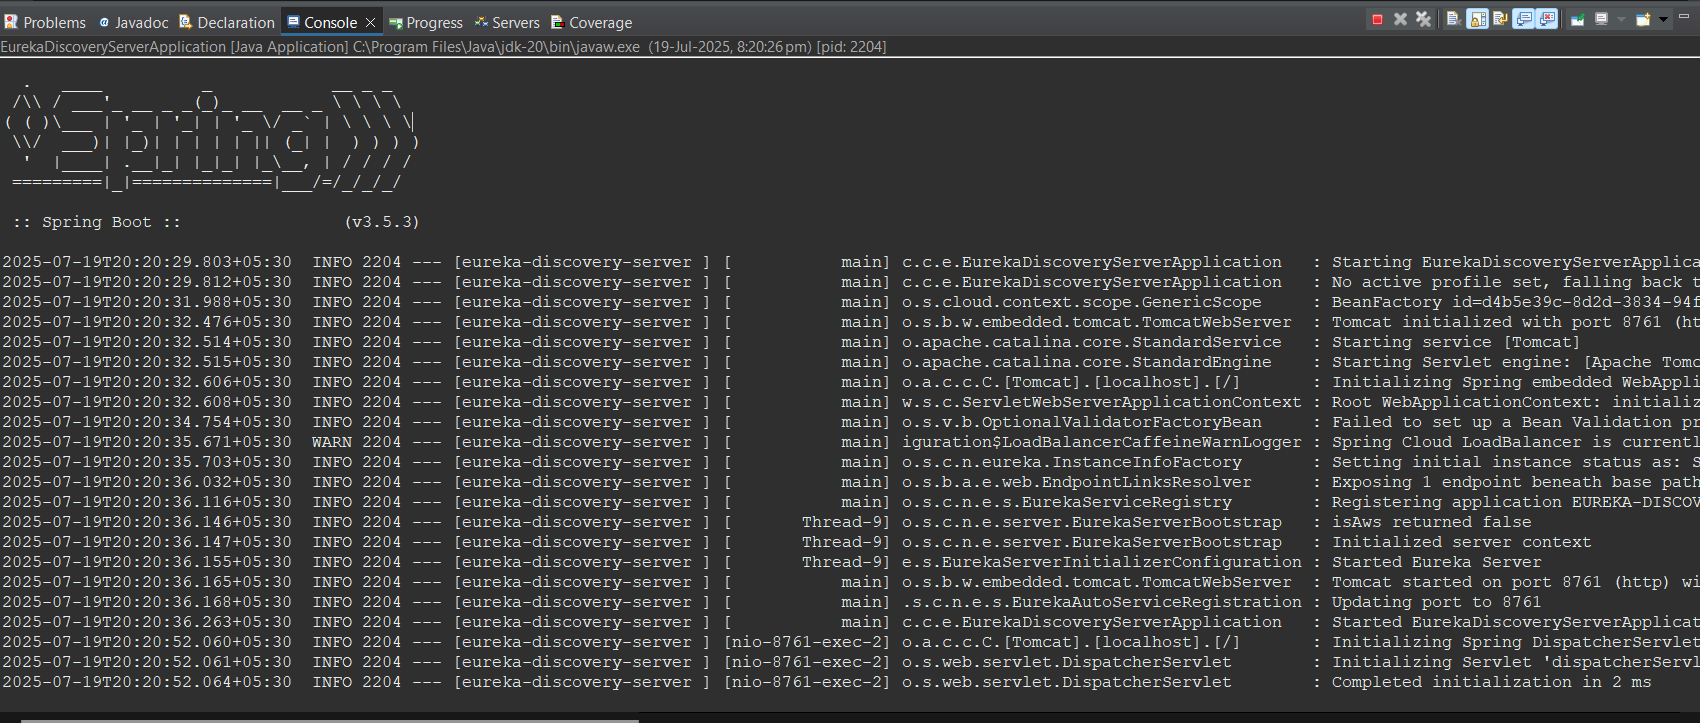 Problems @ Javadoc Declaration Console Progress Servers Coverage
EurekaDiscoveryServerApplication [Java Application] C:\Program Files\Java\jdk-20\bin\javaw.exe (19-Jul-2025, 8:20:26 pm) [pid: 2204]
  .   ____          _            __ _ _
 /\\ / ___'_ __ _ _(_)_ __  __ _ \ \ \ \
( ( )\___ | '_ | '_| | '_ \/ _` | \ \ \ \
 \\/  ___)| |_)| | | | | || (_| |  ) ) ) )
  '  |____| .__|_| |_|_| |_\__, | / / / /
 =========|_|==============|___/=/_/_/_/
 :: Spring Boot ::                (v3.5.3)
2025-07-19T20:20:29.803+05:30  INFO 2204 --- [eureka-discovery-server ] [           main] c.c.e.EurekaDiscoveryServerApplication   : Starting EurekaDiscoveryServerApplica
2025-07-19T20:20:29.812+05:30  INFO 2204 --- [eureka-discovery-server ] [           main] c.c.e.EurekaDiscoveryServerApplication   : No active profile set, falling back t
2025-07-19T20:20:31.988+05:30  INFO 2204 --- [eureka-discovery-server ] [           main] o.s.cloud.context.scope.GenericScope     : BeanFactory id=d4b5e39c-8d2d-3834-94f
2025-07-19T20:20:32.476+05:30  INFO 2204 --- [eureka-discovery-server ] [           main] o.s.b.w.embedded.tomcat.TomcatWebServer  : Tomcat initialized with port 8761 (ht
2025-07-19T20:20:32.514+05:30  INFO 2204 --- [eureka-discovery-server ] [           main] o.apache.catalina.core.StandardService   : Starting service [Tomcat]
2025-07-19T20:20:32.515+05:30  INFO 2204 --- [eureka-discovery-server ] [           main] o.apache.catalina.core.StandardEngine    : Starting Servlet engine: [Apache Tomc
2025-07-19T20:20:32.606+05:30  INFO 2204 --- [eureka-discovery-server ] [           main] o.a.c.c.C.[Tomcat].[localhost].[/]       : Initializing Spring embedded WebAppli
2025-07-19T20:20:32.608+05:30  INFO 2204 --- [eureka-discovery-server ] [           main] w.s.c.ServletWebServerApplicationContext : Root WebApplicationContext: initializ
2025-07-19T20:20:34.754+05:30  INFO 2204 --- [eureka-discovery-server ] [           main] o.s.v.b.OptionalValidatorFactoryBean     : Failed to set up a Bean Validation pr
2025-07-19T20:20:35.671+05:30  WARN 2204 --- [eureka-discovery-server ] [           main] iguration$LoadBalancerCaffeineWarnLogger : Spring Cloud LoadBalancer is currentl
2025-07-19T20:20:35.703+05:30  INFO 2204 --- [eureka-discovery-server ] [           main] o.s.c.n.eureka.InstanceInfoFactory       : Setting initial instance status as: S
2025-07-19T20:20:36.032+05:30  INFO 2204 --- [eureka-discovery-server ] [           main] o.s.b.a.e.web.EndpointLinksResolver      : Exposing 1 endpoint beneath base path
2025-07-19T20:20:36.116+05:30  INFO 2204 --- [eureka-discovery-server ] [           main] o.s.c.n.e.s.EurekaServiceRegistry        : Registering application EUREKA-DISCOV
2025-07-19T20:20:36.146+05:30  INFO 2204 --- [eureka-discovery-server ] [       Thread-9] o.s.c.n.e.server.EurekaServerBootstrap   : isAws returned false
2025-07-19T20:20:36.147+05:30  INFO 2204 --- [eureka-discovery-server ] [       Thread-9] o.s.c.n.e.server.EurekaServerBootstrap   : Initialized server context
2025-07-19T20:20:36.155+05:30  INFO 2204 --- [eureka-discovery-server ] [       Thread-9] e.s.EurekaServerInitializerConfiguration : Started Eureka Server
2025-07-19T20:20:36.165+05:30  INFO 2204 --- [eureka-discovery-server ] [           main] o.s.b.w.embedded.tomcat.TomcatWebServer  : Tomcat started on port 8761 (http) wi
2025-07-19T20:20:36.168+05:30  INFO 2204 --- [eureka-discovery-server ] [           main] .s.c.n.e.s.EurekaAutoServiceRegistration : Updating port to 8761
2025-07-19T20:20:36.263+05:30  INFO 2204 --- [eureka-discovery-server ] [           main] c.c.e.EurekaDiscoveryServerApplication   : Started EurekaDiscoveryServerApplicat
2025-07-19T20:20:52.060+05:30  INFO 2204 --- [eureka-discovery-server ] [nio-8761-exec-2] o.a.c.c.C.[Tomcat].[localhost].[/]       : Initializing Spring DispatcherServlet
2025-07-19T20:20:52.061+05:30  INFO 2204 --- [eureka-discovery-server ] [nio-8761-exec-2] o.s.web.servlet.DispatcherServlet        : Initializing Servlet 'dispatcherServl
2025-07-19T20:20:52.064+05:30  INFO 2204 --- [eureka-discovery-server ] [nio-8761-exec-2] o.s.web.servlet.DispatcherServlet        : Completed initialization in 2 ms